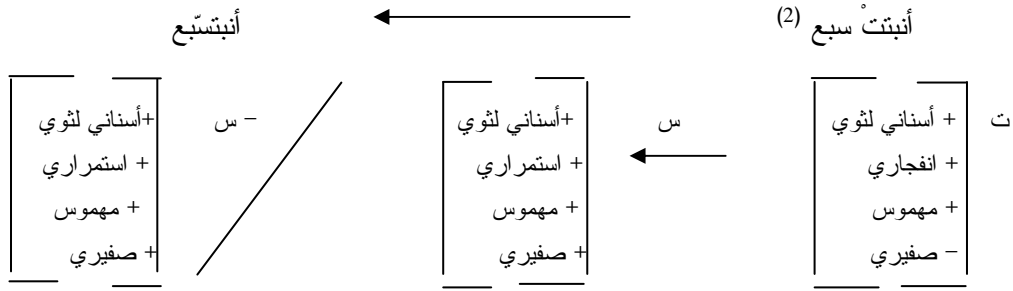 أنبتتْ سبع (2) أنبتسّبع
ت + أسناني لثوي س +أسناني لثوي – س +أسناني لثوي
+ انفجاري + استمراري + استمراري
+ مهموس + مهموس + مهموس
– صفيري + صفيري + صفيري